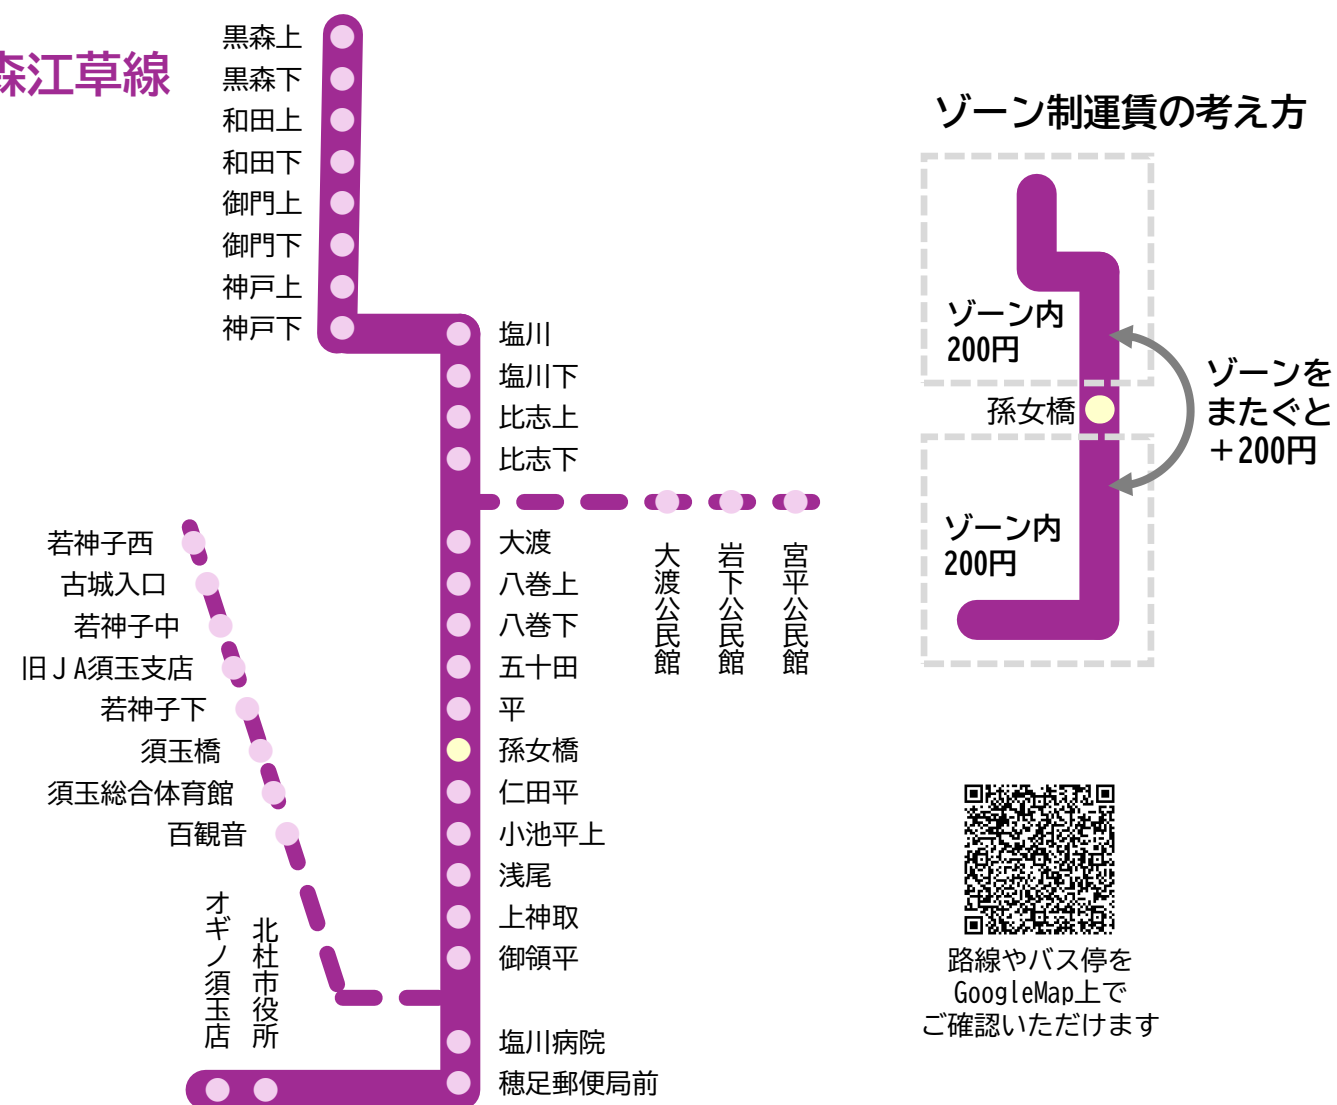 森江草線
黒森上
黒森下
和田上
和田下
御門上
御門下
神戸上
神戸下
塩川
塩川下
比志上
比志下
大渡
八巻上
八巻下
五十田
平
孫女橋
仁田平
小池平上
浅尾
上神取
御領平
塩川病院
穂足郵便局前
大渡公民館
岩下公民館
宮平公民館
若神子西
古城入口
若神子中
旧JA須玉支店
若神子下
須玉橋
須玉総合体育館
百観音
オギノ須玉店
北杜市役所
ゾーン制運賃の考え方
ゾーン内
200円
孫女橋
ゾーンを
またぐと
+200円
ゾーン内
200円
路線やバス停を
GoogleMap上で
ご確認いただけます